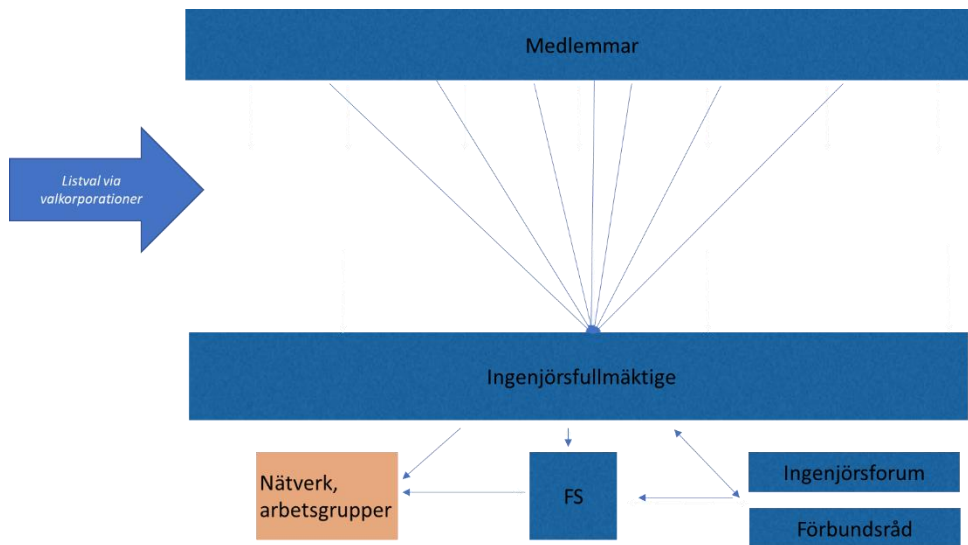 Medlemmar
Listval via
valkorporationer
Ingenjörsfullmäktige
Nätverk,
arbetsgrupper
FS
Ingenjörsforum
Förbundsråd